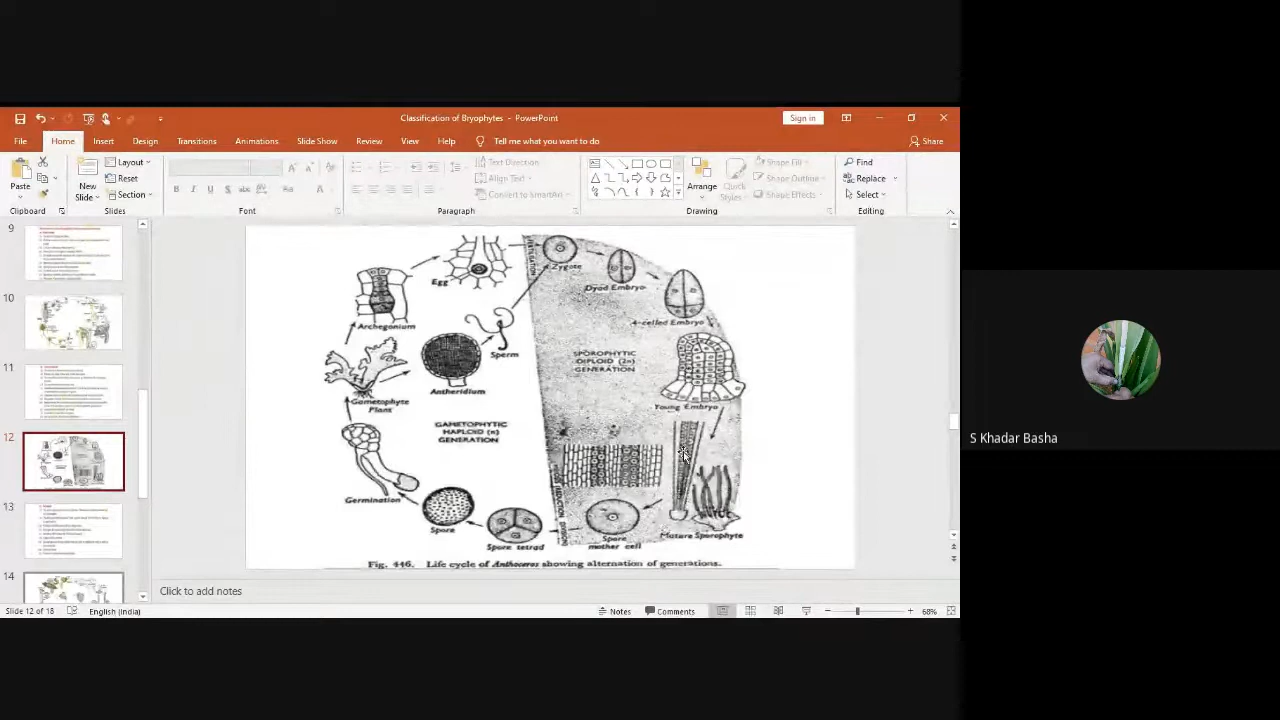 Classification of Bryophytes - PowerPoint
Sign in
File Home Insert Design Transitions Animations Slide Show Review View Help Tell me what you want to do Share
Paste
Clipboard
New Slide
Layout
Reset
Section
Slides
B I U S abc AV Aa A
Font
Text Direction
Align Text
Convert to SmartArt
Paragraph
Arrange
Quick Styles
Shape Fill
Shape Outline
Shape Effects
Drawing
Find
Replace
Select
Editing
9
10
11
12
13
14
Egg
Zygote
Dyad Embryo
4-celled Embryo
Archegonium
Sperm
SPOROPHYTIC
DIPLOID (2n)
GENERATION
Antheridium
Gametophyte
Plants
Young Embryo
GAMETOPHYTIC
HAPLOID (n)
GENERATION
Germination
Spore
Spore tetrad
Spore
mother cell
Mature Sporophyte
Fig. 446. Life cycle of Anthoceros showing alternation of generations.
Click to add notes
Slide 12 of 18 English (India) Notes Comments 68%
S Khadar Basha